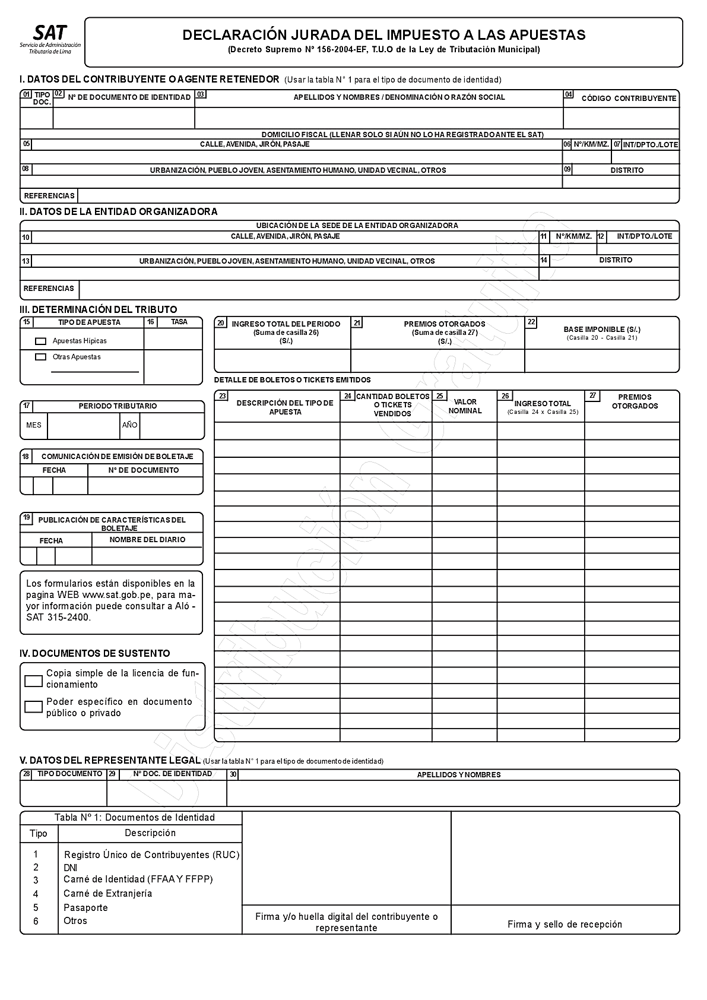 SAT
Servicio de Administración
Tributaria de Lima
DECLARACIÓN JURADA DEL IMPUESTO A LAS APUESTAS
(Decreto Supremo Nº 156-2004-EF, T.U.O de la Ley de Tributación Municipal)
I. DATOS DEL CONTRIBUYENTE O AGENTE RETENEDOR (Usar la tabla N° 1 para el tipo de documento de identidad)
01 TIPO DOC. 02 Nº DE DOCUMENTO DE IDENTIDAD 03 APELLIDOS Y NOMBRES / DENOMINACIÓN O RAZÓN SOCIAL 04 CÓDIGO CONTRIBUYENTE
DOMICILIO FISCAL (LLENAR SOLO SI AÚN NO LO HA REGISTRADO ANTE EL SAT)
05 CALLE, AVENIDA, JIRÓN, PASAJE 06 Nº/KM/MZ. 07 INT/DPTO./LOTE
08 URBANIZACIÓN, PUEBLO JOVEN, ASENTAMIENTO HUMANO, UNIDAD VECINAL, OTROS 09 DISTRITO
REFERENCIAS
II. DATOS DE LA ENTIDAD ORGANIZADORA
UBICACIÓN DE LA SEDE DE LA ENTIDAD ORGANIZADORA
10 CALLE, AVENIDA, JIRÓN, PASAJE 11 Nº/KM/MZ. 12 INT/DPTO./LOTE
13 URBANIZACIÓN, PUEBLO JOVEN, ASENTAMIENTO HUMANO, UNIDAD VECINAL, OTROS 14 DISTRITO
REFERENCIAS
III. DETERMINACIÓN DEL TRIBUTO
15 TIPO DE APUESTA 16 TASA
Apuestas Hípicas
Otras Apuestas
20 INGRESO TOTAL DEL PERIODO
(Suma de casilla 26)
(S/.)
21 PREMIOS OTORGADOS
(Suma de casilla 27)
(S/.)
22 BASE IMPONIBLE (S/.)
(Casilla 20 - Casilla 21)
DETALLE DE BOLETOS O TICKETS EMITIDOS
17 PERIODO TRIBUTARIO
MES AÑO
18 COMUNICACIÓN DE EMISIÓN DE BOLETAJE
FECHA Nº DE DOCUMENTO
19 PUBLICACIÓN DE CARACTERÍSTICAS DEL
BOLETAJE
FECHA NOMBRE DEL DIARIO
23 DESCRIPCIÓN DEL TIPO DE
APUESTA
24 CANTIDAD BOLETOS
O TICKETS
VENDIDOS
25 VALOR
NOMINAL
26 INGRESO TOTAL
(Casilla 24 x Casilla 25)
27 PREMIOS
OTORGADOS
Los formularios están disponibles en la
pagina WEB www.sat.gob.pe, para ma-
yor información puede consultar a Aló -
SAT 315-2400.
IV. DOCUMENTOS DE SUSTENTO
Copia simple de la licencia de fun-
cionamiento
Poder específico en documento
público o privado
Distribución Gratuita
V. DATOS DEL REPRESENTANTE LEGAL (Usar la tabla N° 1 para el tipo de documento de identidad)
28 TIPO DOCUMENTO 29 Nº DOC. DE IDENTIDAD 30 APELLIDOS Y NOMBRES
Tabla Nº 1: Documentos de Identidad
Tipo Descripción
1 Registro Único de Contribuyentes (RUC)
2 DNI
3 Carné de Identidad (FFAA Y FFPP)
4 Carné de Extranjería
5 Pasaporte
6 Otros
Firma y/o huella digital del contribuyente o
representante
Firma y sello de recepción